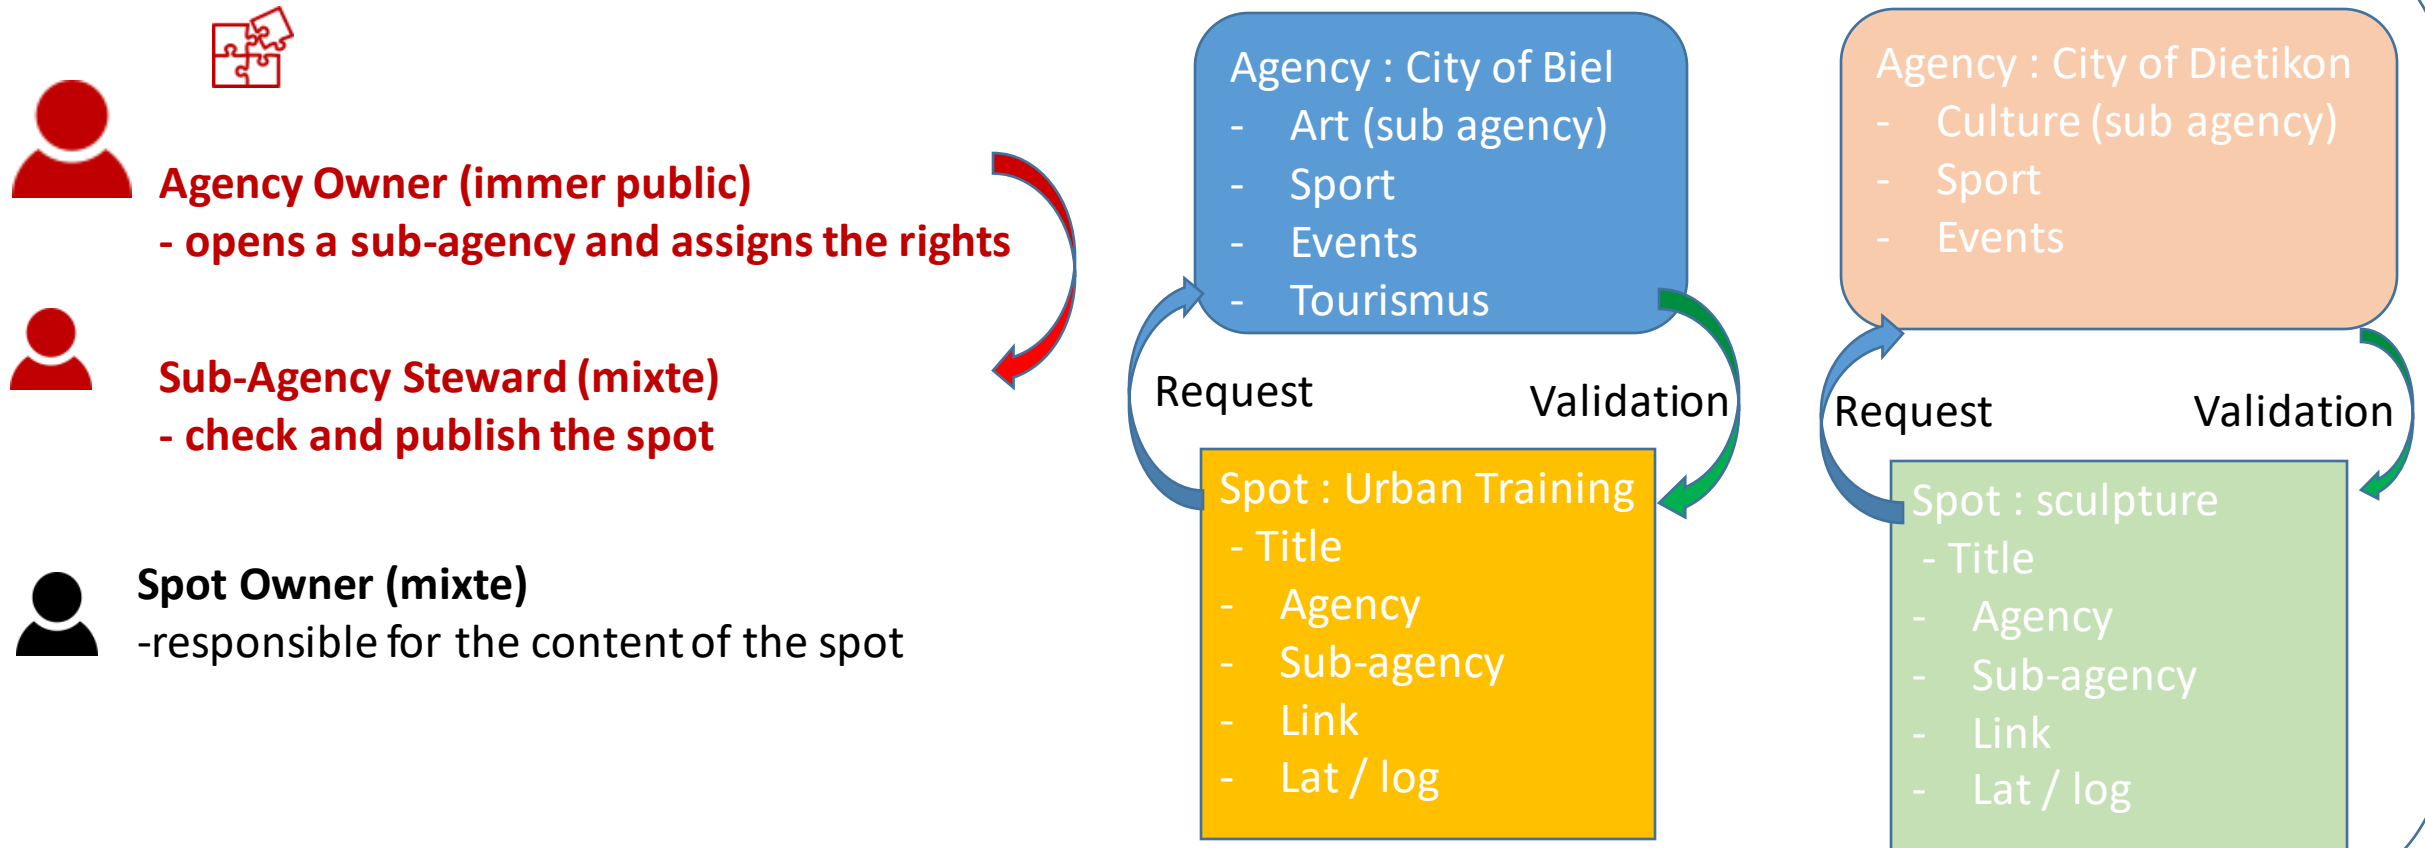 Agency Owner (immer public)
- opens a sub-agency and assigns the rights
Sub-Agency Steward (mixte)
- check and publish the spot
Spot Owner (mixte)
-responsible for the content of the spot
Agency : City of Biel
- Art (sub agency)
- Sport
- Events
- Tourismus
Request
Validation
Spot : Urban Training
- Title
- Agency
- Sub-agency
- Link
- Lat / log
Agency : City of Dietikon
- Culture (sub agency)
- Sport
- Events
Request
Validation
Spot : sculpture
- Title
- Agency
- Sub-agency
- Link
- Lat / log